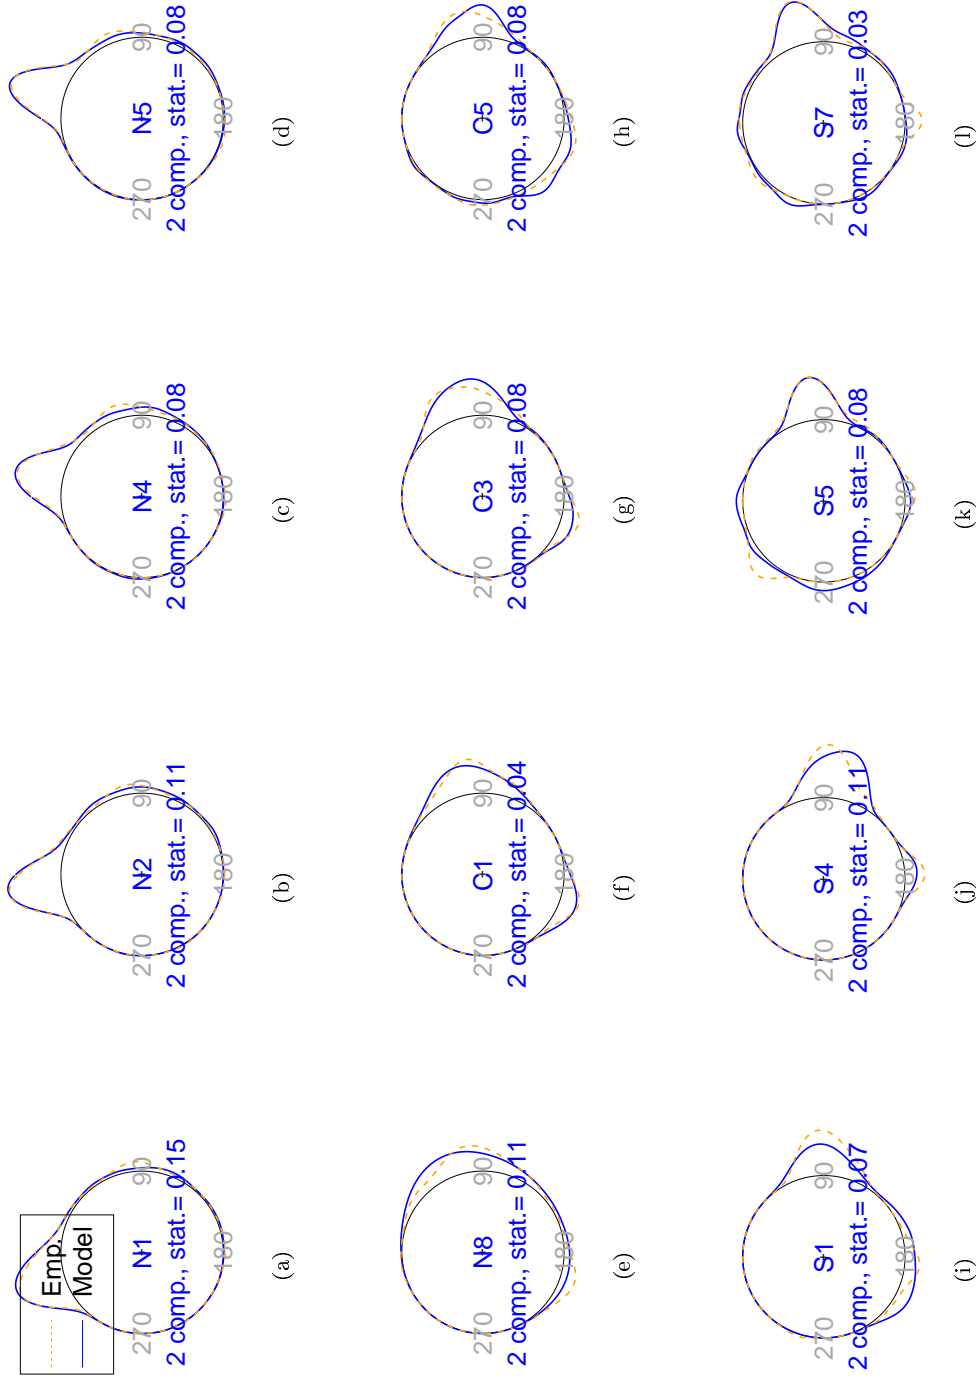 Emp.
Model
270
N1
90
2 comp., stat.= 0.15
180
(a)
270
N2
90
2 comp., stat.= 0.11
180
(b)
270
N4
90
2 comp., stat.= 0.08
180
(c)
270
N5
90
2 comp., stat.= 0.08
180
(d)
N8
90
2 comp., stat.= 0.11
180
(e)
270
O1
90
2 comp., stat.= 0.04
180
(f)
270
O3
90
2 comp., stat.= 0.08
180
(g)
270
O5
90
2 comp., stat.= 0.08
180
(h)
270
S1
90
2 comp., stat.= 0.07
180
(i)
270
S4
90
2 comp., stat.= 0.11
180
(j)
270
S5
90
2 comp., stat.= 0.08
180
(k)
270
S7
90
2 comp., stat.= 0.03
180
(l)